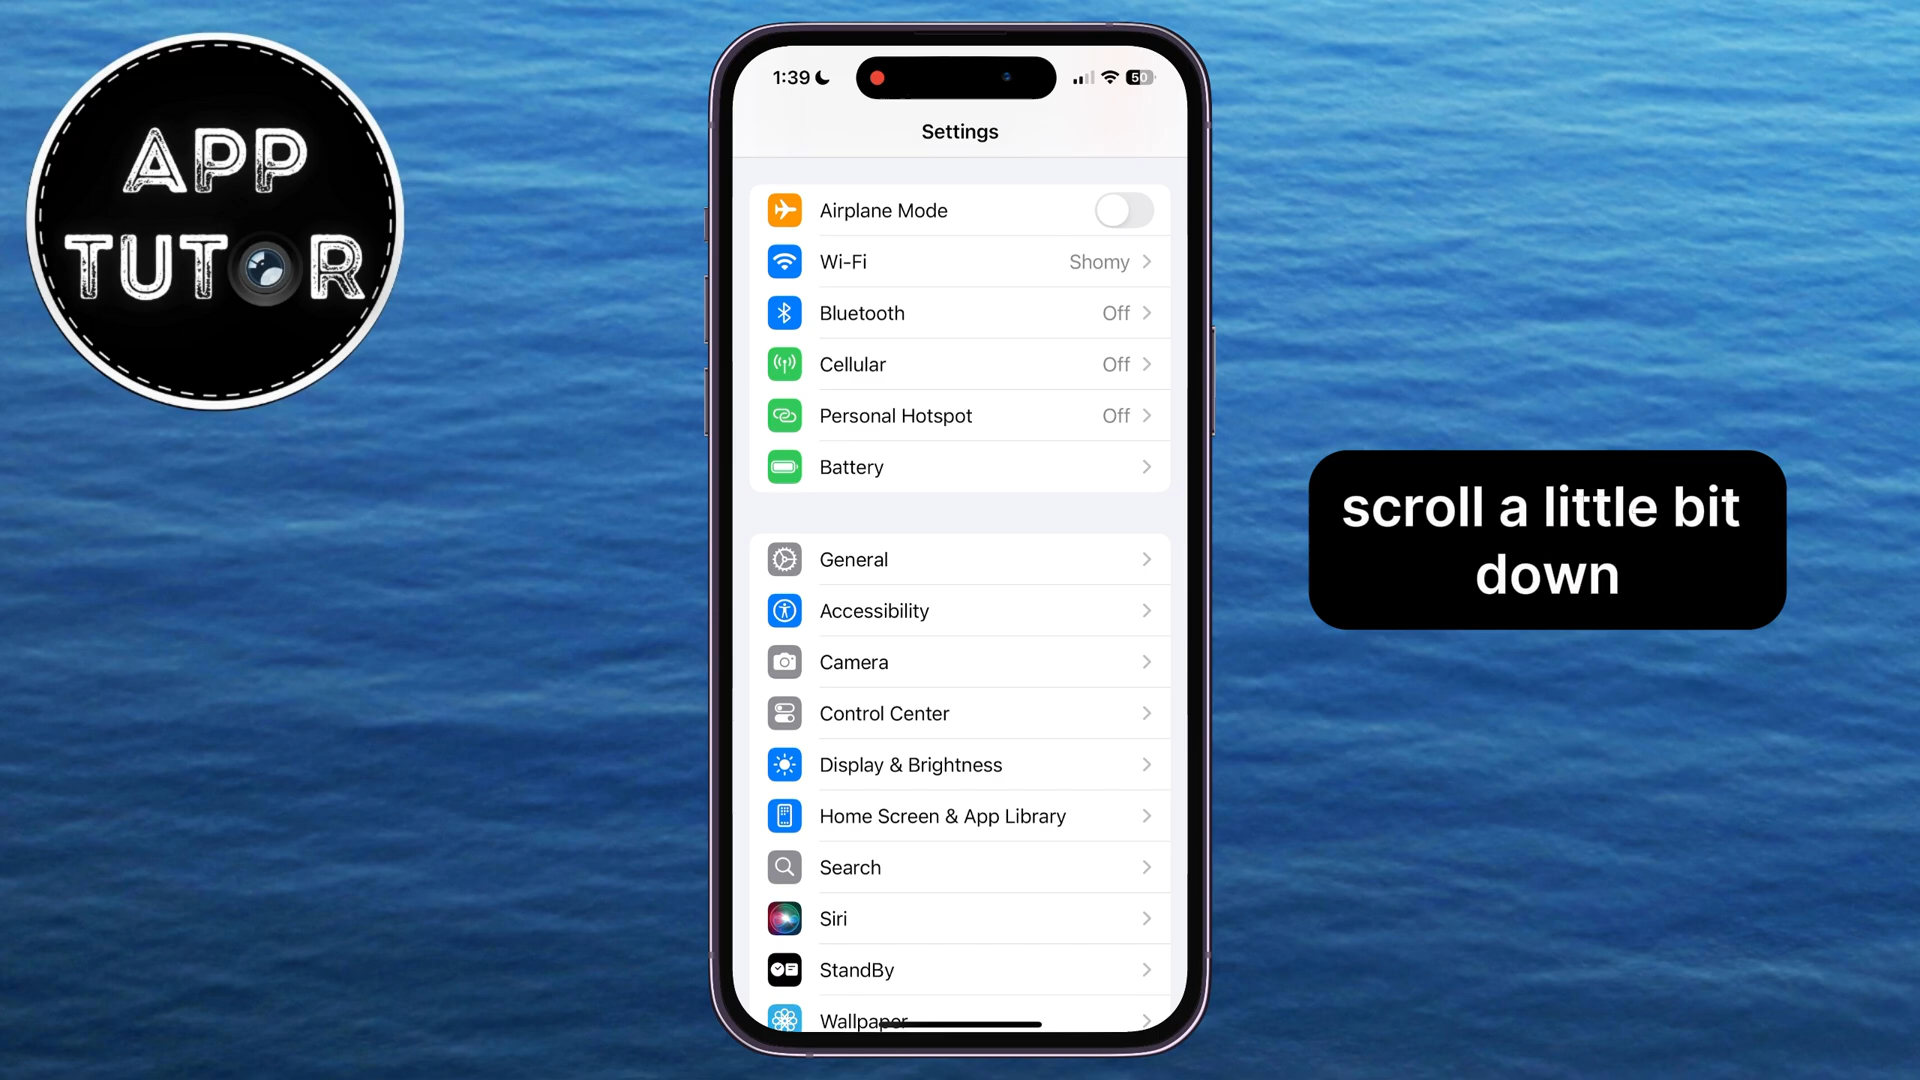 APP
TUTOR
1:39
50
Settings
Airplane Mode
Wi-Fi Shomy
Bluetooth Off
Cellular Off
Personal Hotspot Off
Battery
General
Accessibility
Camera
Control Center
Display & Brightness
Home Screen & App Library
Search
Siri
StandBy
Wallpaper
scroll a little bit
down